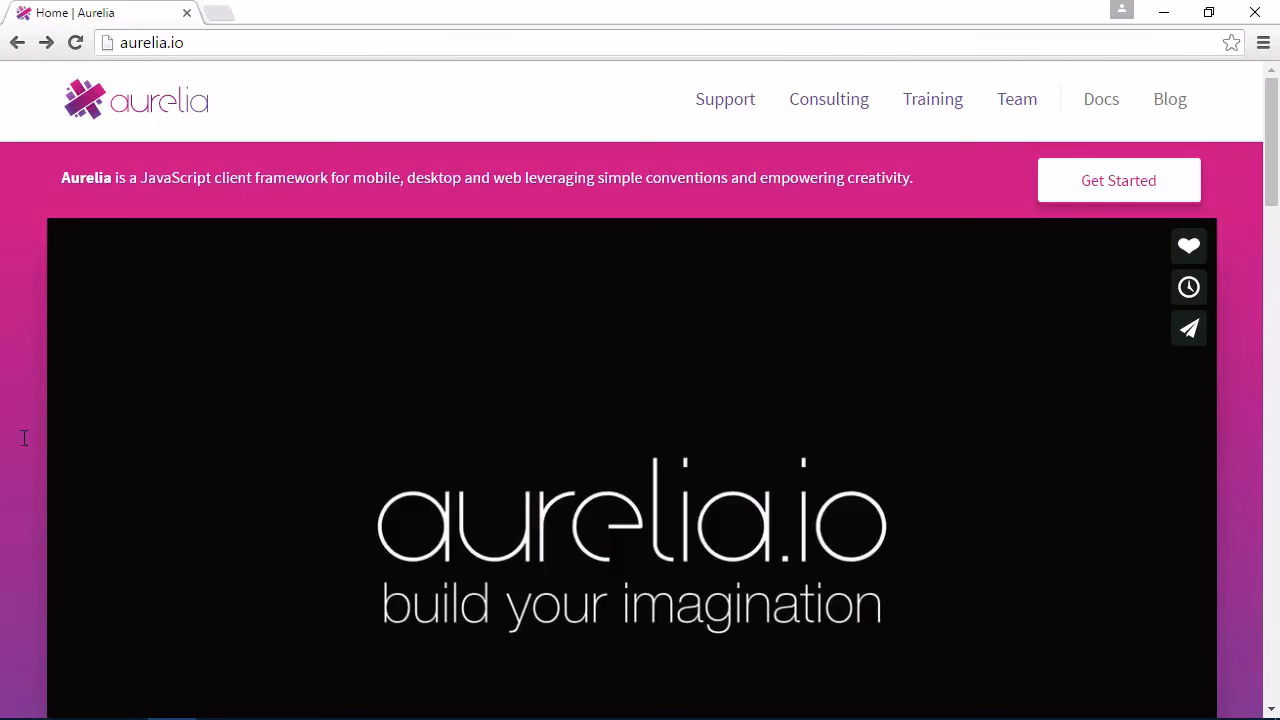 Home | Aurelia
aurelia.io
aurelia
Support Consulting Training Team Docs Blog
Aurelia is a JavaScript client framework for mobile, desktop and web leveraging simple conventions and empowering creativity.
Get Started
aurelia.io
build your imagination